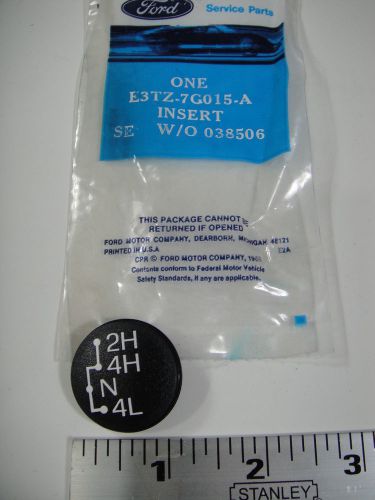 Ford
Service Parts
ONE
E3TZ-7G015-A
INSERT
SE W/O 038506
THIS PACKAGE CANNOT
RETURNED IF OPENED
FORD MOTOR COMPANY, DEARBORN, MICHIGAN 48121
PRINTED IN U.S.A
CPR © FORD MOTOR COMPANY,
Contents conform to Federal Motor Vehicle
Safety Standards, if any are applicable.
2H
4H
N
4L
1 2 3
STANLEY